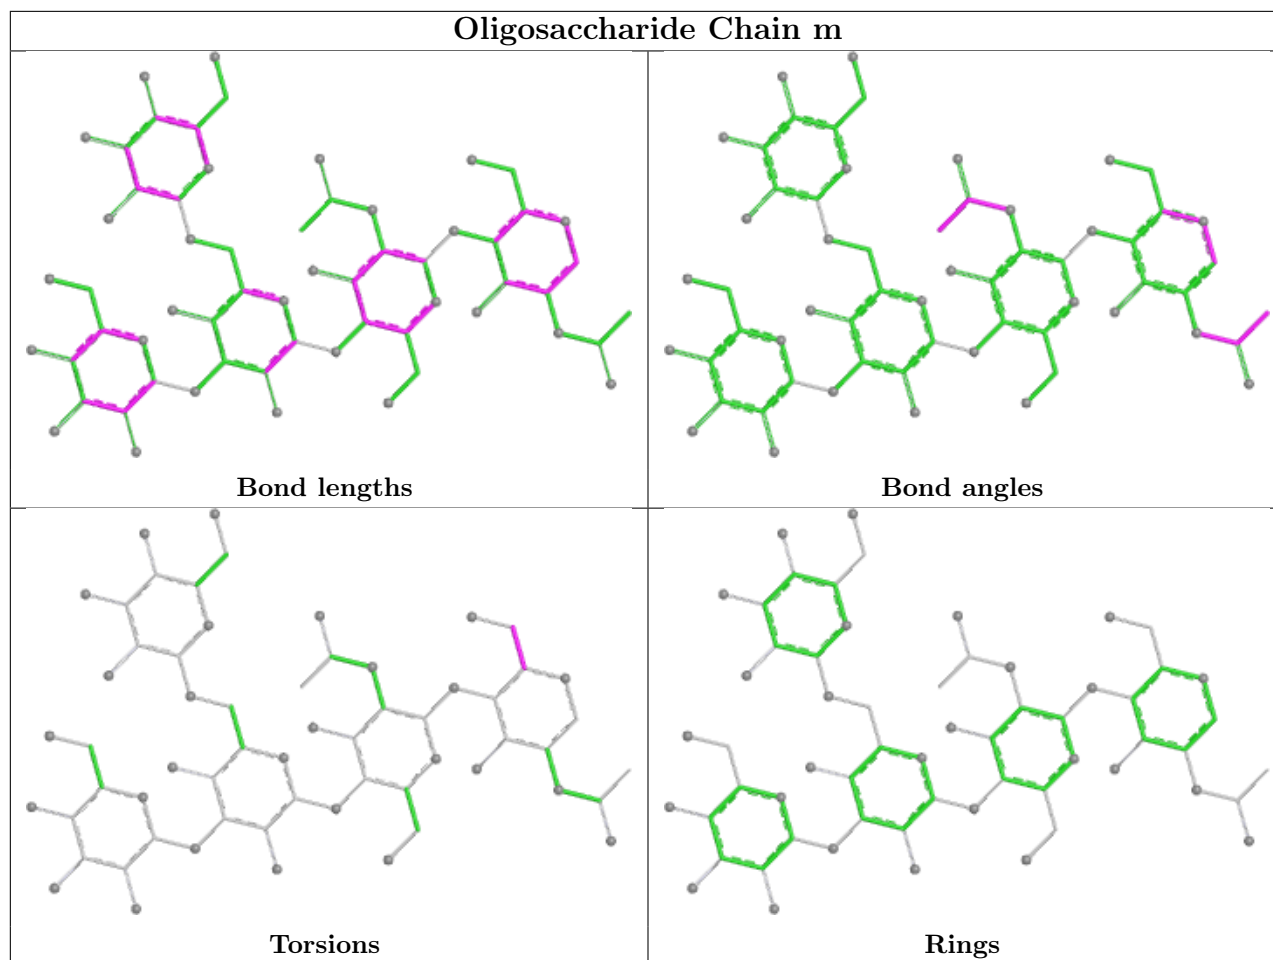 Oligosaccharide Chain m
Bond lengths
Bond angles
Torsions
Rings